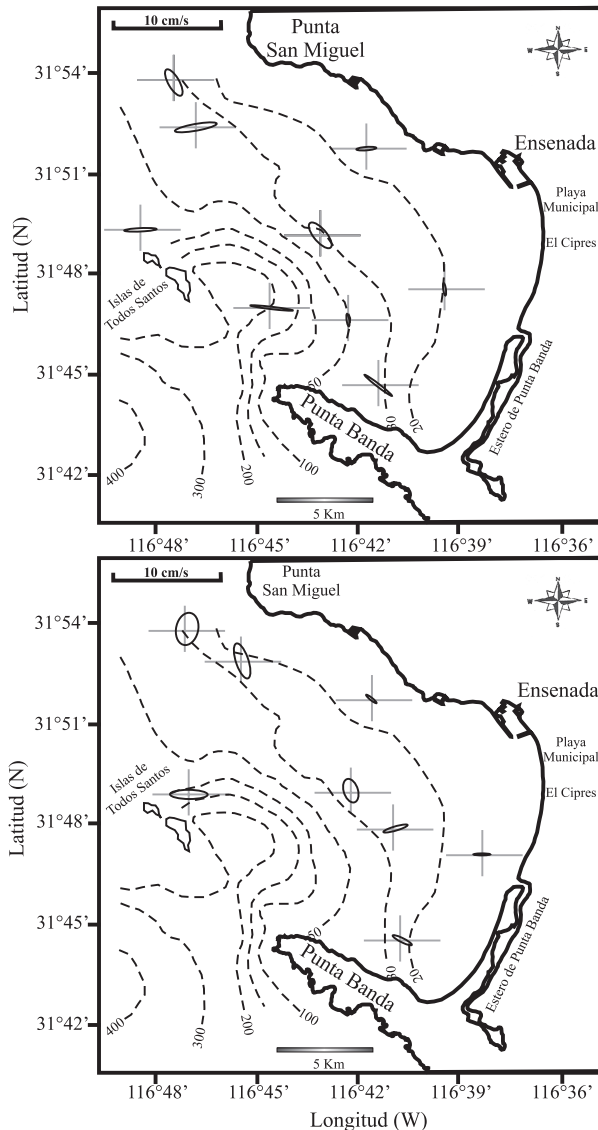 10 cm/s
Punta
San Miguel
N
W
E
S
31°54’
Ensenada
31°51’
Playa
Municipal
El Cipres
Latitud (N)
31°48’
Islas de
Todos Santos
31°45’
50
Punta Banda
Estero de Punta Banda
20
31°42’
400
300
200
100
5 Km
116°48’
116°45’
116°42’
116°39’
116°36’
10 cm/s
Punta
San Miguel
N
W
E
S
31°54’
Ensenada
31°51’
Playa
Municipal
Islas de
Todos Santos
El Cipres
Latitud (N)
31°48’
31°45’
50
Punta Banda
Estero de Punta Banda
20
31°42’
400
300
200
100
5 Km
116°48’
116°45’
116°42’
116°39’
116°36’
Longitud (W)